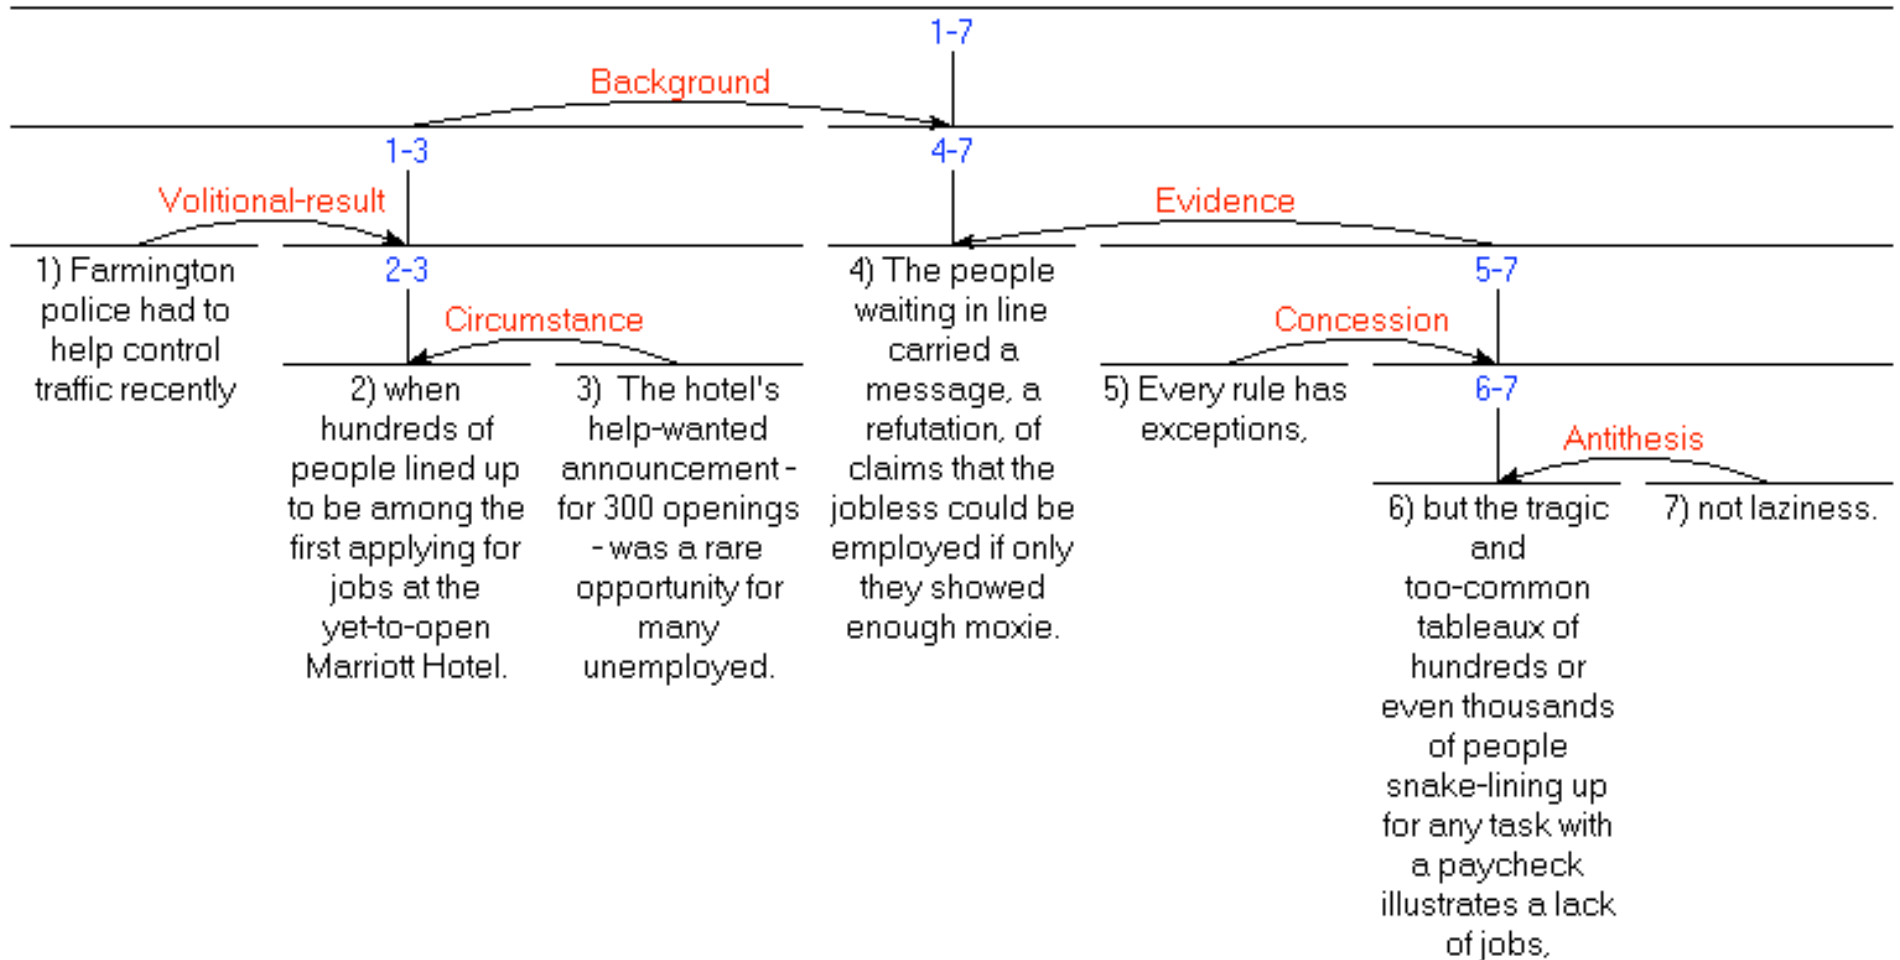 1-7
Background
1-3
4-7
Volitional-result
Evidence
1) Farmington
police had to
help control
traffic recently
2-3
Circumstance
2) when
hundreds of
people lined up
to be among the
first applying for
jobs at the
yet-to-open
Marriott Hotel.
3) The hotel's
help-wanted
announcement -
for 300 openings
- was a rare
opportunity for
many
unemployed.
4) The people
waiting in line
carried a
message, a
refutation, of
claims that the
jobless could be
employed if only
they showed
enough moxie.
5-7
Concession
5) Every rule has
exceptions,
6-7
Antithesis
6) but the tragic
and
too-common
tableaux of
hundreds or
even thousands
of people
snake-lining up
for any task with
a paycheck
illustrates a lack
of jobs,
7) not laziness.